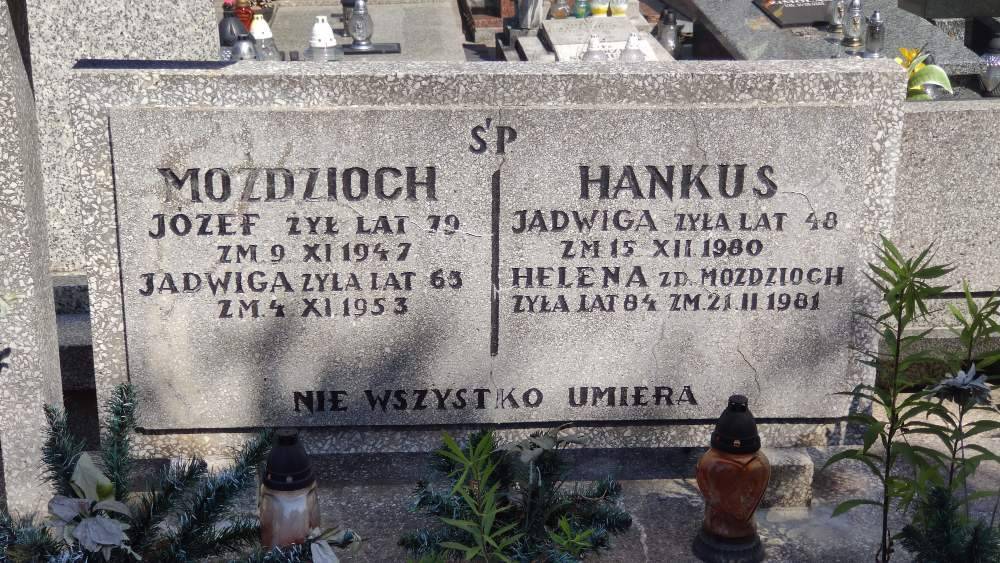 ŚP
MOŹDZIOCH
JÓZEF ŻYŁ LAT 79
ZM 9 XI 1947
JADWIGA ŻYŁA LAT 65
ZM. 4 XI. 1953
HANKUS
JADWIGA ŻYŁA LAT 48
ZM. 15 XII 1980
HELENA ZD. MOZDZIOCH
ŻYŁA LAT 84 ZM. 21. II 1981
NIE WSZYSTKO UMIERA